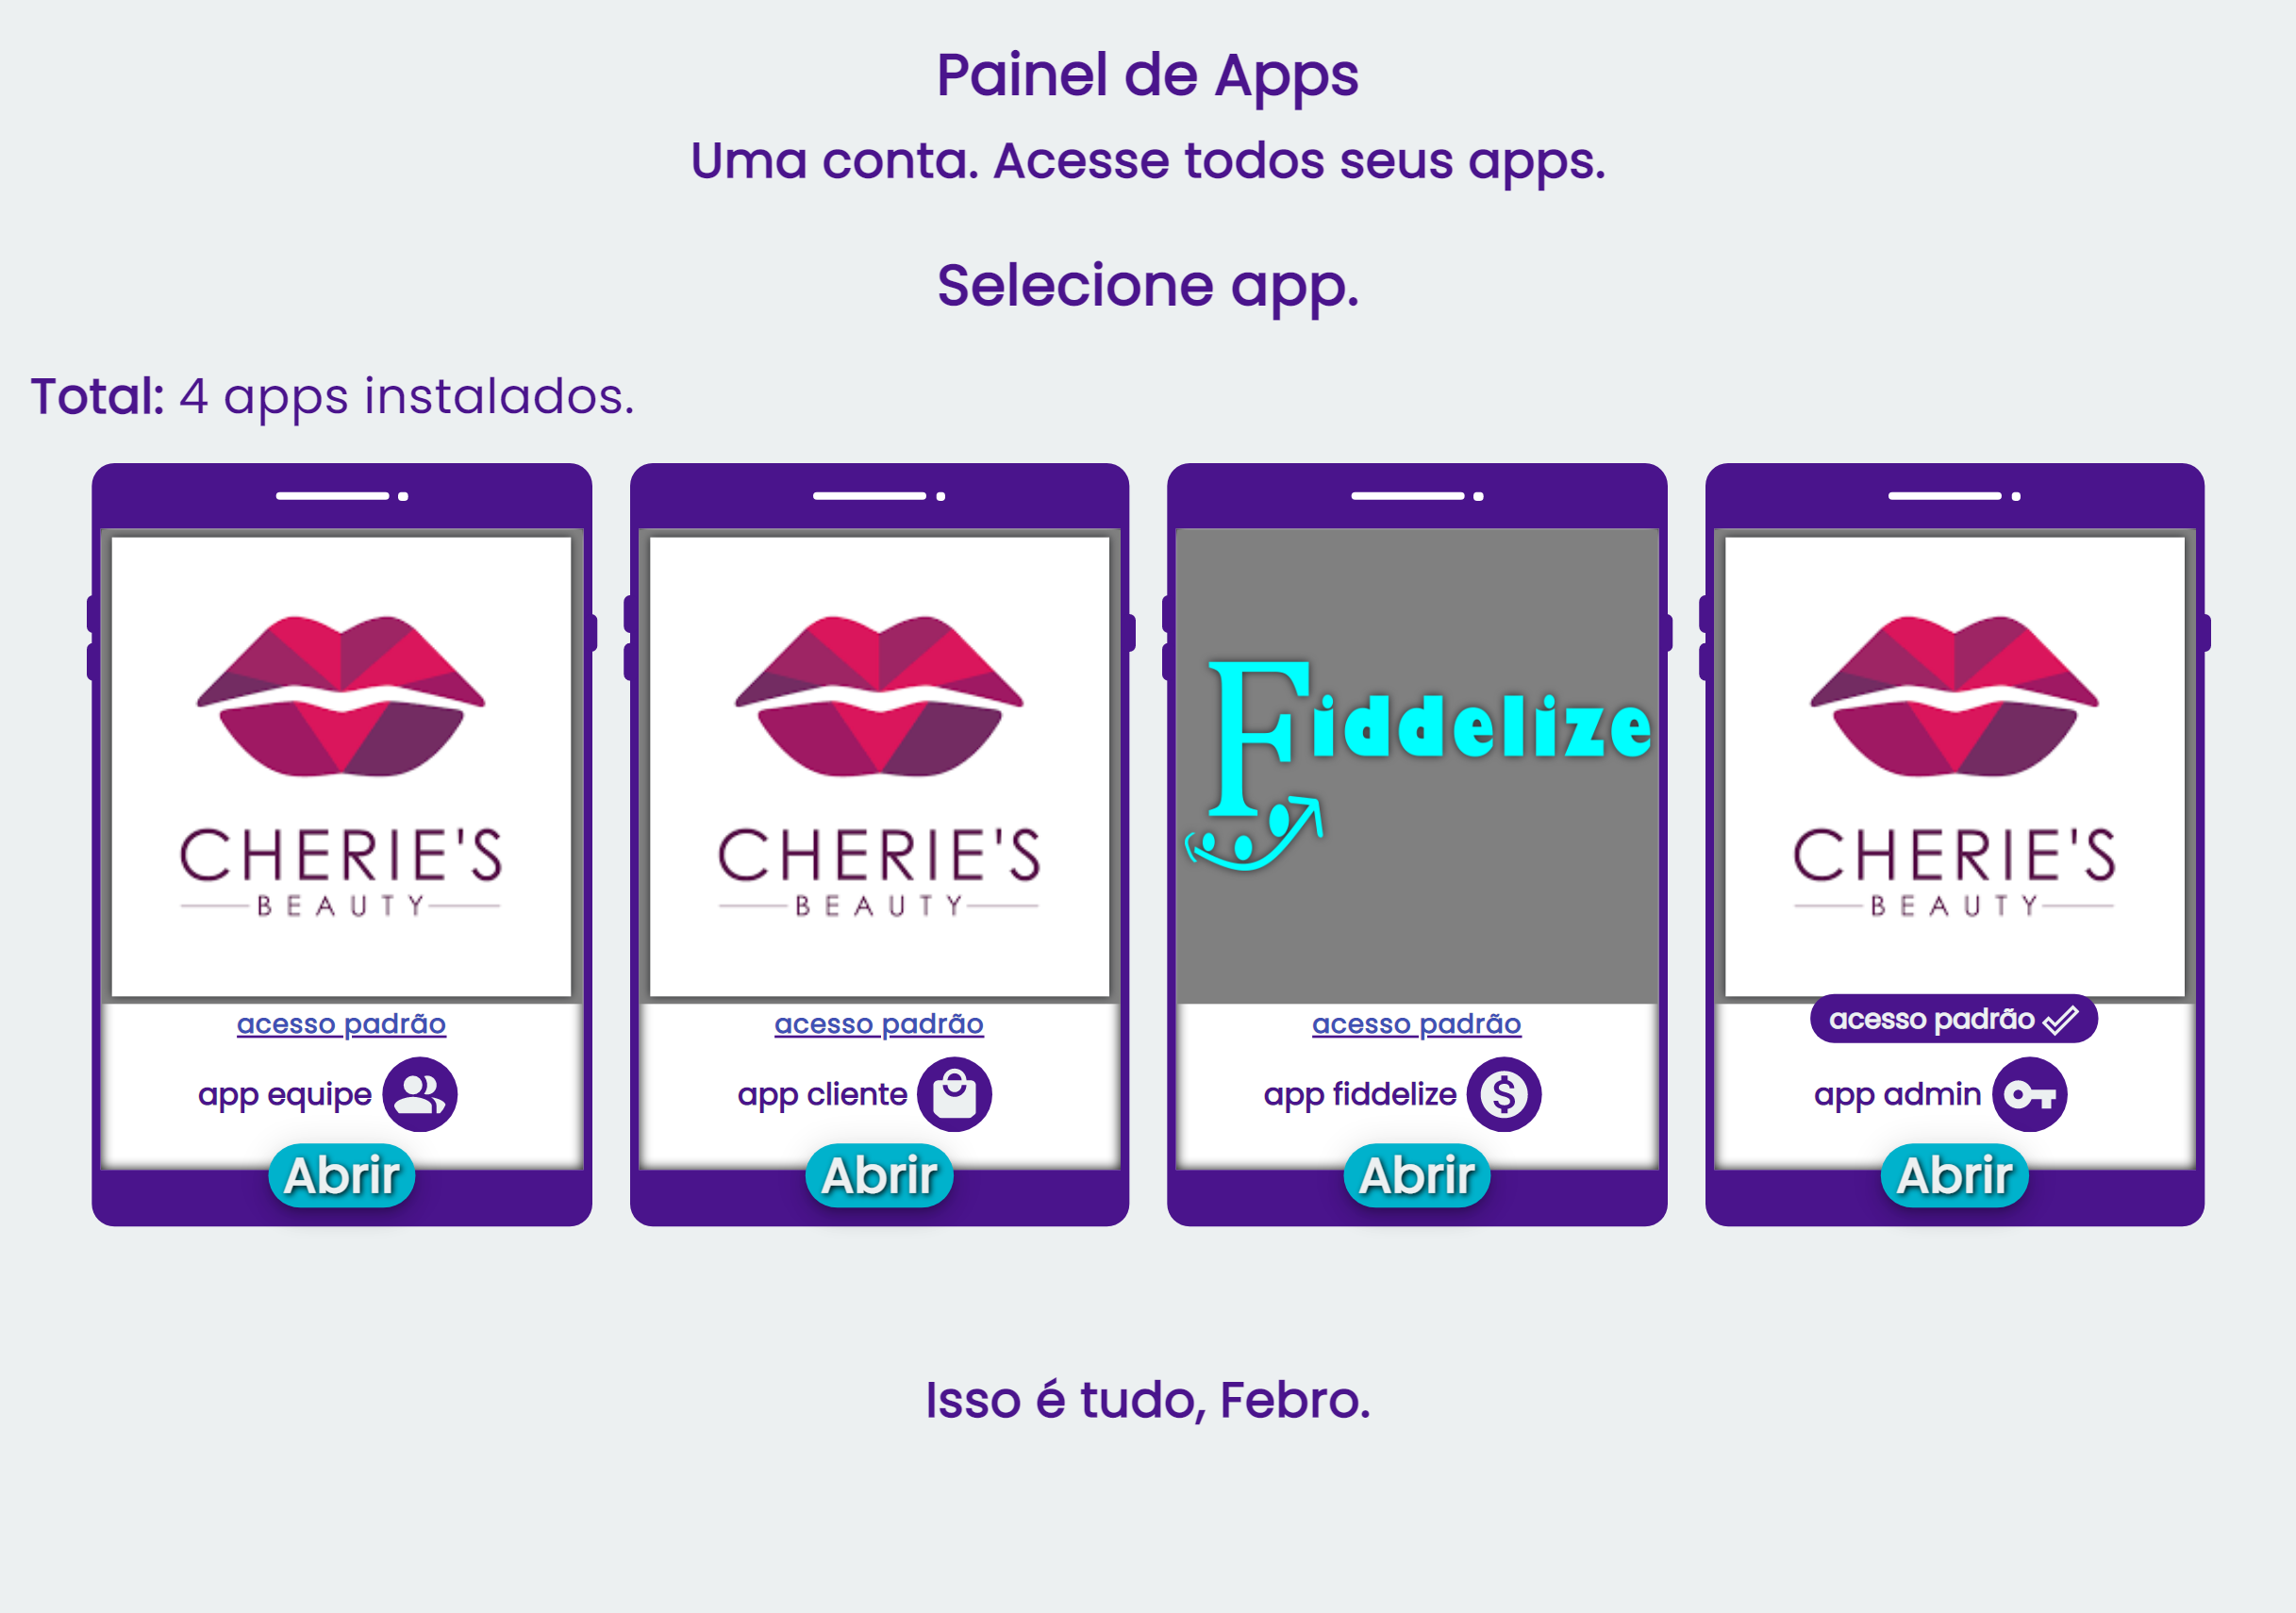 Painel de Apps
Uma conta. Acesse todos seus apps.
Selecione app.
Total: 4 apps instalados.
CHERIE'S
BEAUTY
acesso padrão
app equipe
Abrir
CHERIE'S
BEAUTY
acesso padrão
app cliente
Abrir
Fiddelize
acesso padrão
app fiddelize
Abrir
CHERIE'S
BEAUTY
acesso padrão
app admin
Abrir
Isso é tudo, Febro.